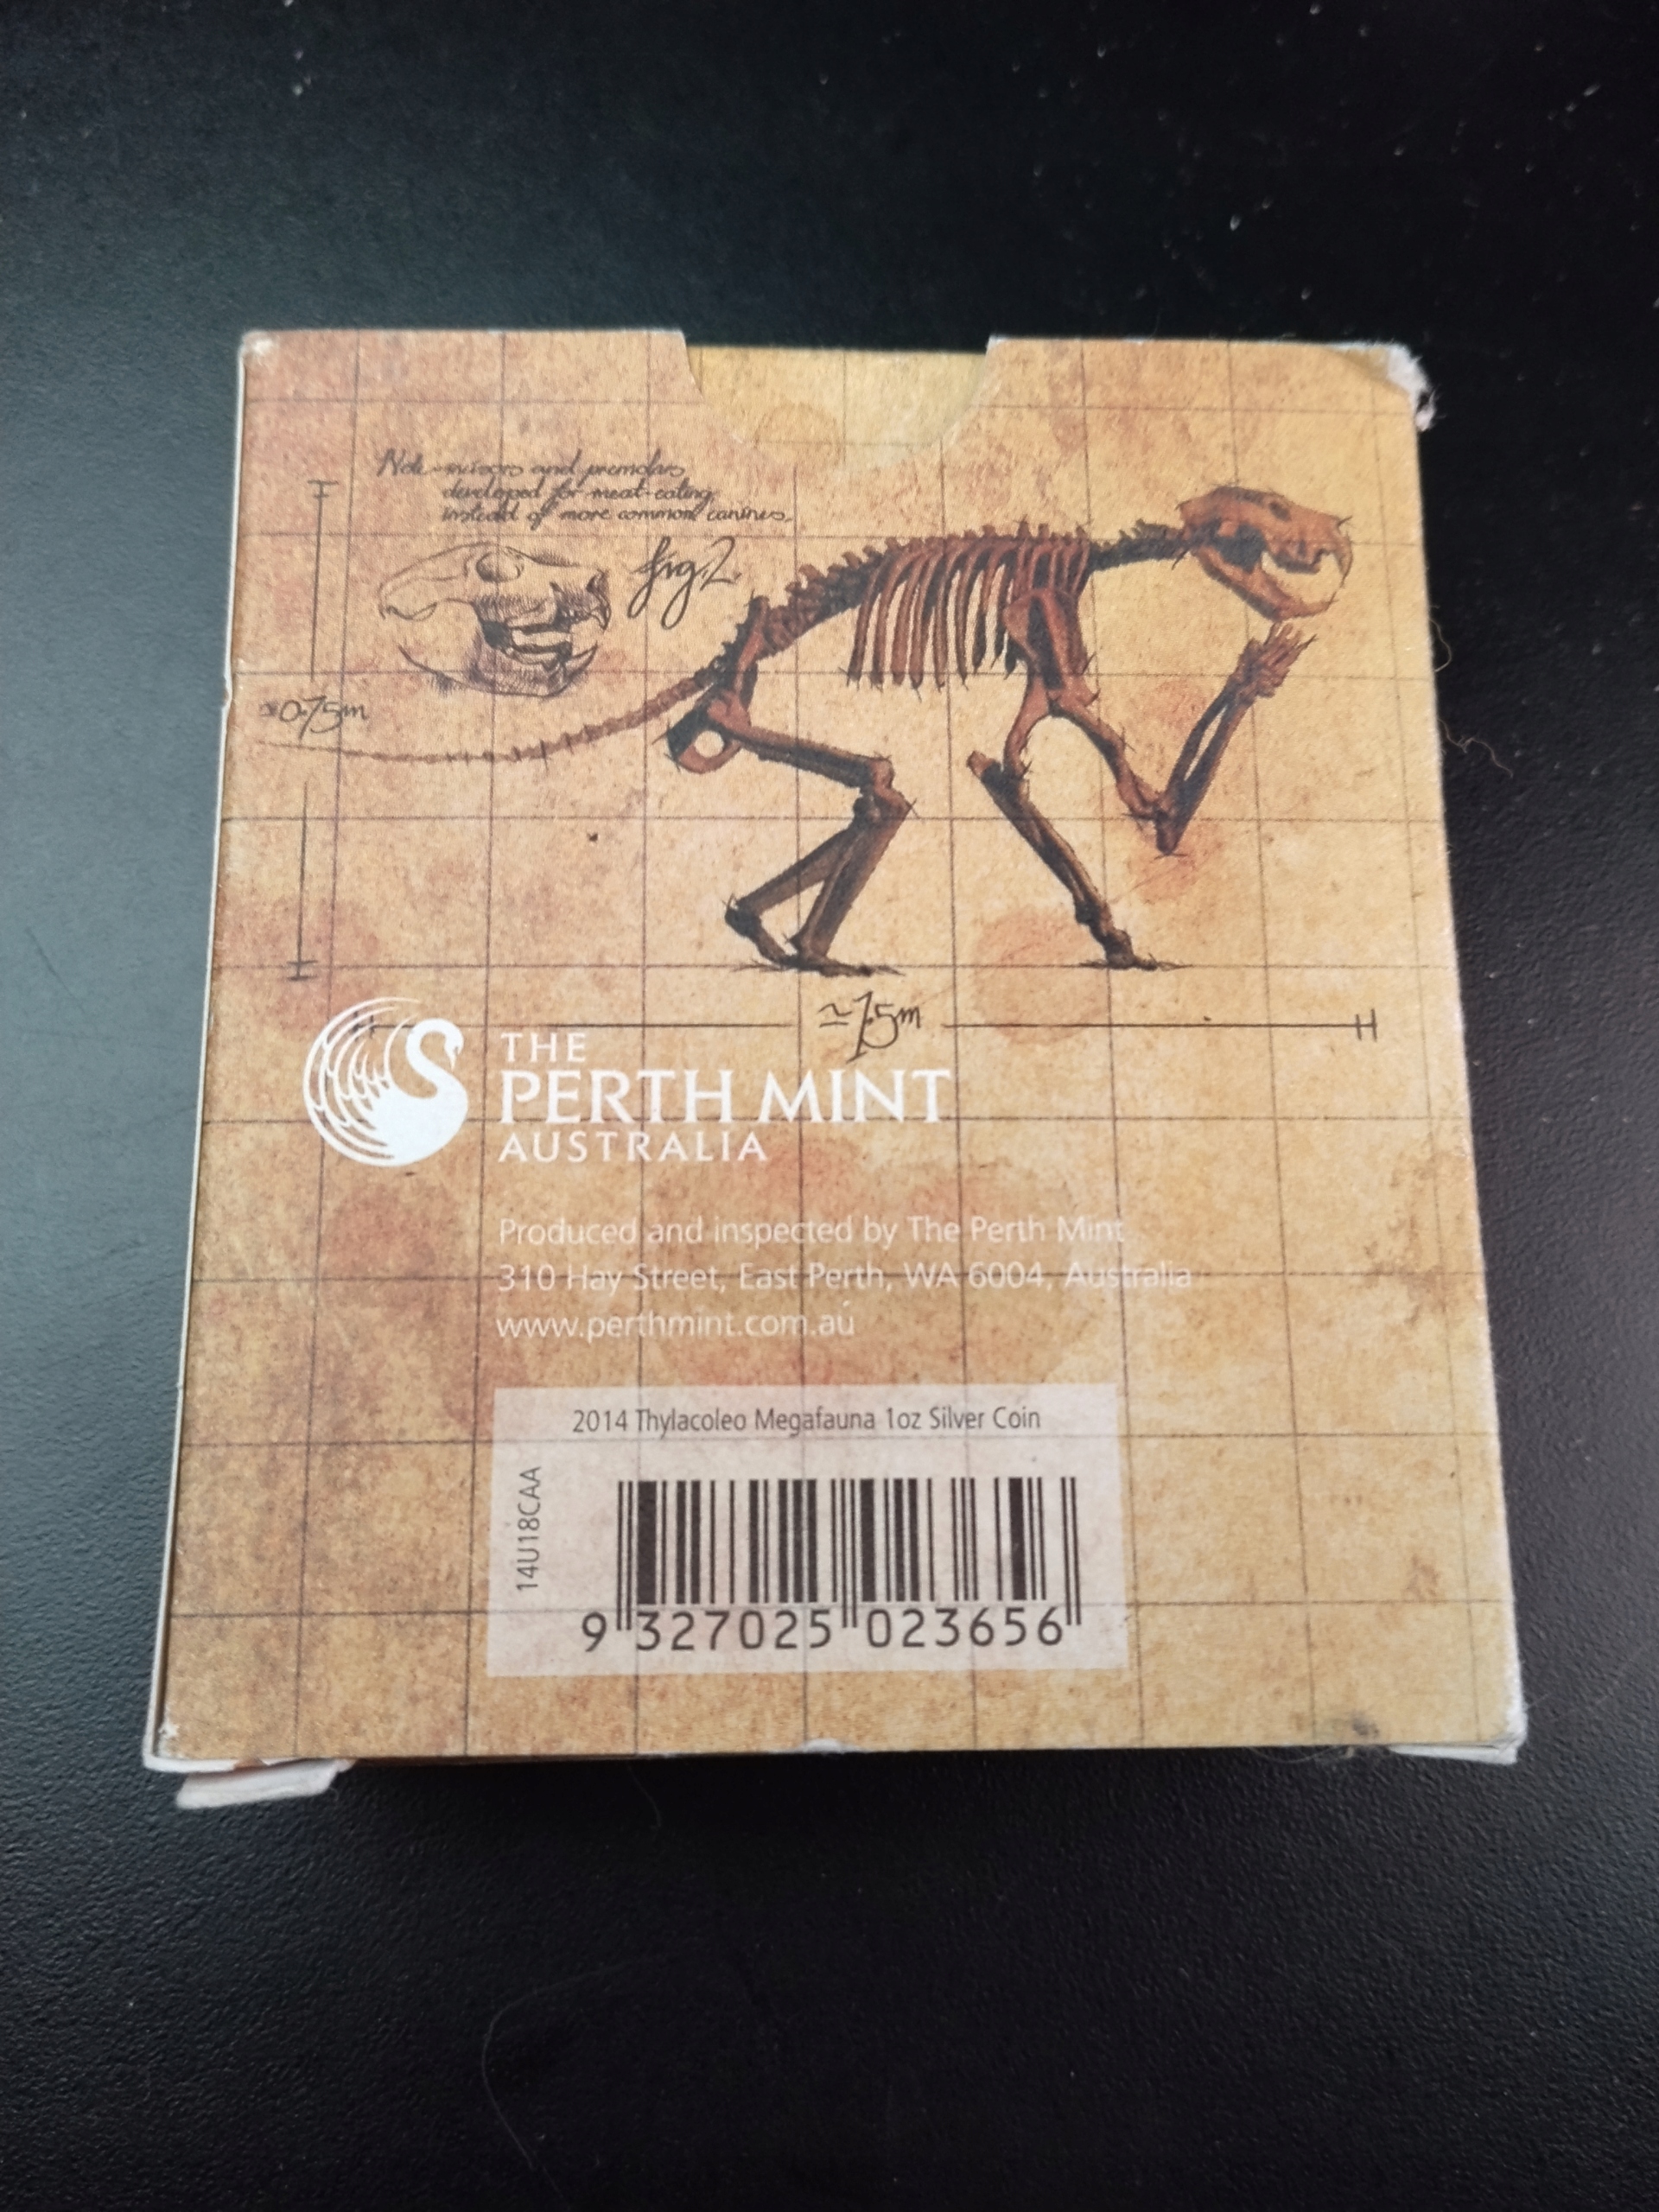 Note - incisors and premolars
developed for meat-eating
instead of more common canines.
fig.2.
≈0.75m
≃1.5m
THE
PERTH MINT
AUSTRALIA
Produced and inspected by The Perth Mint
310 Hay Street, East Perth, WA 6004, Australia
www.perthmint.com.au
2014 Thylacoleo Megafauna 1oz Silver Coin
14U18CAA
9 327025 023656